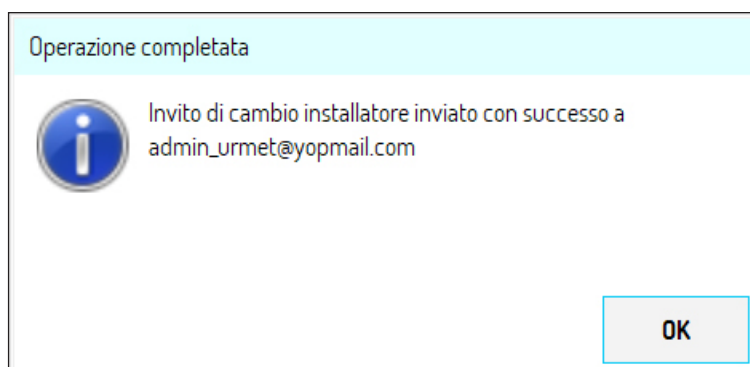 Operazione completata
Invito di cambio installatore inviato con successo a
admin_urmet@yopmail.com
OK